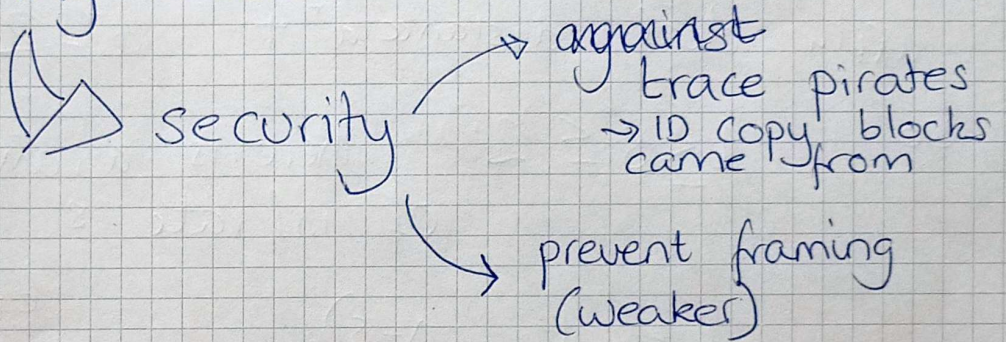 security
against
trace pirates
→ ID copy blocks
came from
prevent framing
(weaker)